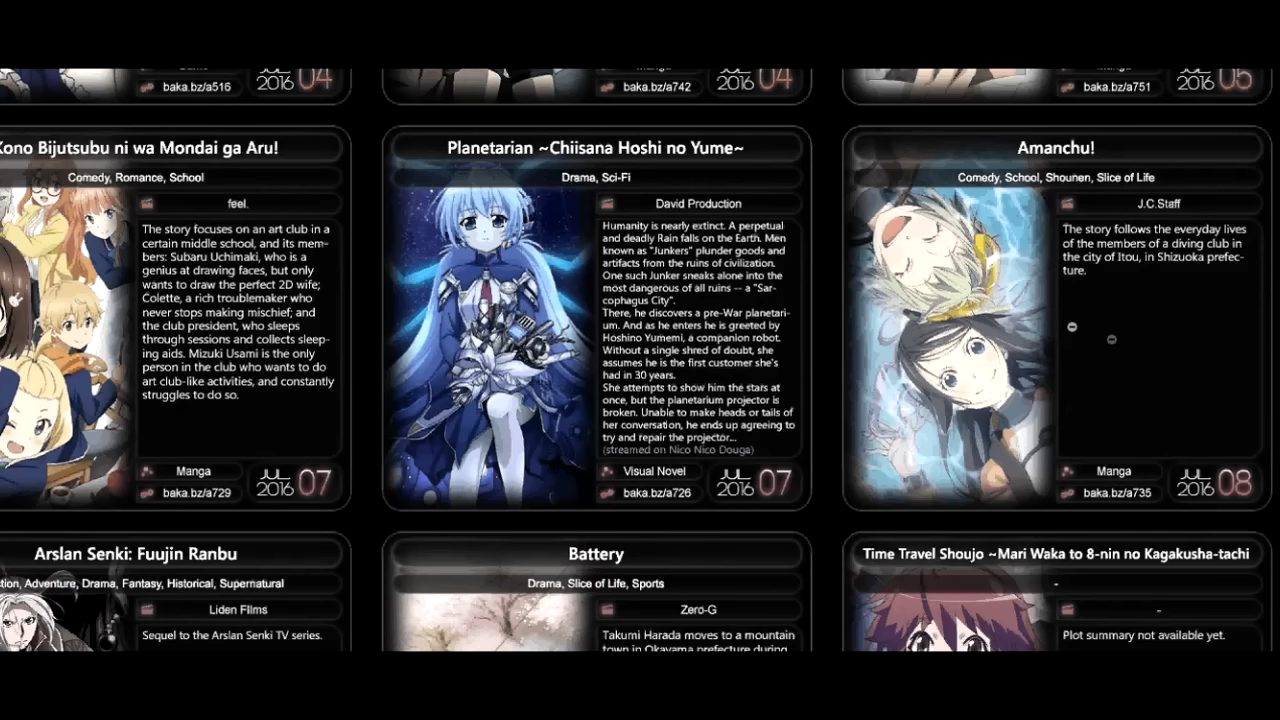 JUL 2016 04
baka.bz/a516
JUL 2016 04
baka.bz/a742
JUL 2016 05
baka.bz/a751
Kono Bijutsubu ni wa Mondai ga Aru!
Comedy, Romance, School
feel.
The story focuses on an art club in a
certain middle school, and its mem-
bers: Subaru Uchimaki, who is a
genius at drawing faces, but only
wants to draw the perfect 2D wife;
Colette, a rich troublemaker who
never stops making mischief; and
the club president, who sleeps
through sessions and collects sleep-
ing aids. Mizuki Usami is the only
person in the club who wants to do
art club-like activities, and constantly
struggles to do so.
Manga
baka.bz/a729
JUL 2016 07
Planetarian ~Chiisana Hoshi no Yume~
Drama, Sci-Fi
David Production
Humanity is nearly extinct. A perpetual
and deadly Rain falls on the Earth. Men
known as "Junkers" plunder goods and
artifacts from the ruins of civilization.
One such Junker sneaks alone into the
most dangerous of all ruins -- a "Sar-
cophagus City".
There, he discovers a pre-War planetari-
um. And as he enters he is greeted by
Hoshino Yumemi, a companion robot.
Without a single shred of doubt, she
assumes he is the first customer she's
had in 30 years.
She attempts to show him the stars at
once, but the planetarium projector is
broken. Unable to make heads or tails of
her conversation, he ends up agreeing to
try and repair the projector...
(streamed on Nico Nico Douga)
Visual Novel
baka.bz/a726
JUL 2016 07
Amanchu!
Comedy, School, Shounen, Slice of Life
J.C.Staff
The story follows the everyday lives
of the members of a diving club in
the city of Itou, in Shizuoka prefec-
ture.
Manga
baka.bz/a735
JUL 2016 08
Arslan Senki: Fuujin Ranbu
tion, Adventure, Drama, Fantasy, Historical, Supernatural
Liden Films
Sequel to the Arslan Senki TV series.
Battery
Drama, Slice of Life, Sports
Zero-G
Takumi Harada moves to a mountain
town in Okayama prefecture during
Time Travel Shoujo ~Mari Waka to 8-nin no Kagakusha-tachi
-
-
Plot summary not available yet.